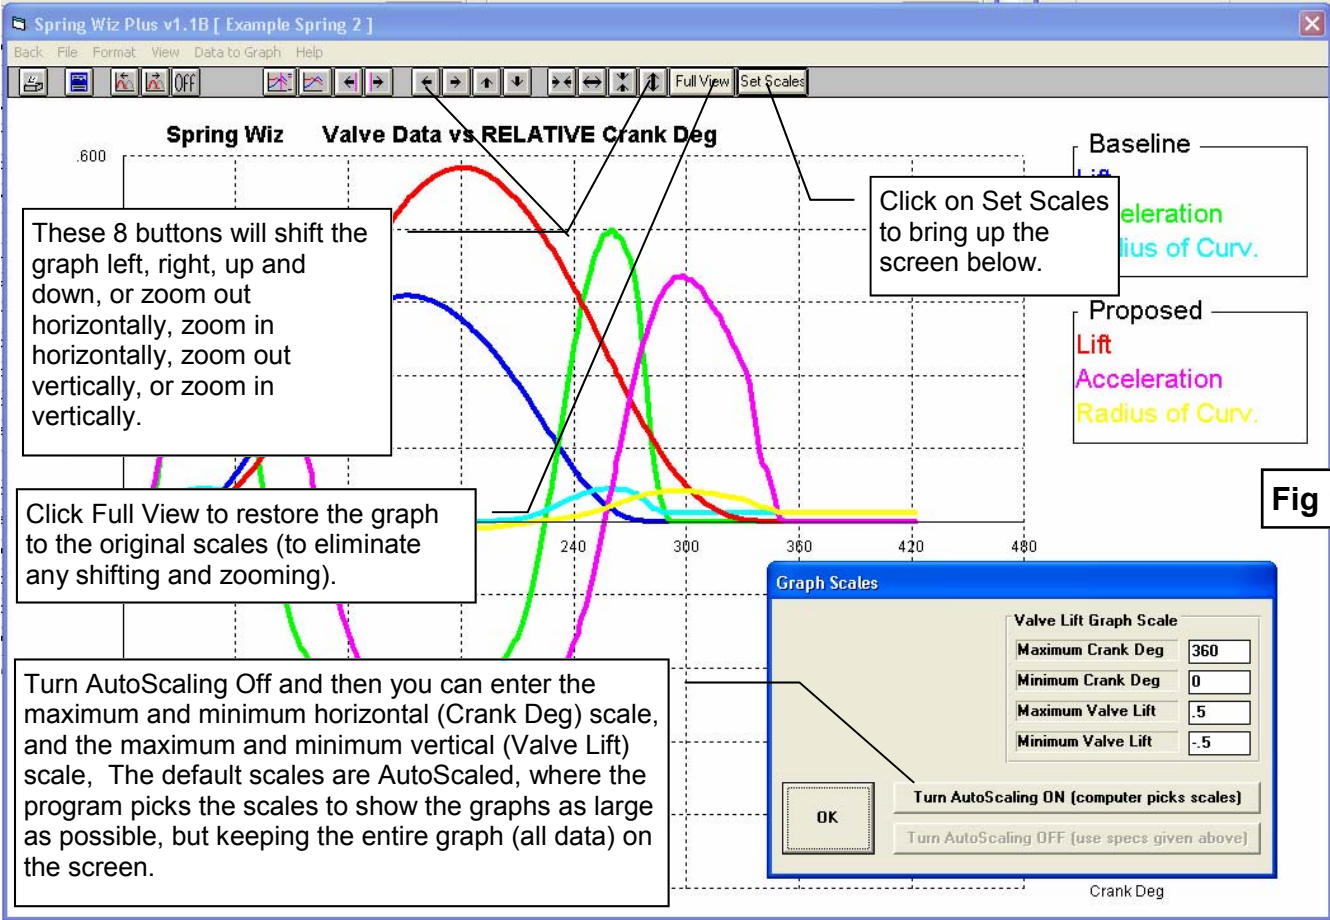 Spring Wiz Plus v1.1B [ Example Spring 2 ]
Back File Format View Data to Graph Help
OFF Full View Set Scales
Spring Wiz Valve Data vs RELATIVE Crank Deg
.600
Baseline
Lift
eleration
ius of Curv.
Click on Set Scales
to bring up the
screen below.
These 8 buttons will shift the
graph left, right, up and
down, or zoom out
horizontally, zoom in
horizontally, zoom out
vertically, or zoom in
vertically.
Proposed
Lift
Acceleration
Radius of Curv.
Fig
Click Full View to restore the graph
to the original scales (to eliminate
any shifting and zooming).
240 300 360 420 480
Graph Scales
Valve Lift Graph Scale
Maximum Crank Deg 360
Minimum Crank Deg 0
Maximum Valve Lift .5
Minimum Valve Lift -.5
Turn AutoScaling ON (computer picks scales)
OK
Turn AutoScaling OFF (use specs given above)
Turn AutoScaling Off and then you can enter the
maximum and minimum horizontal (Crank Deg) scale,
and the maximum and minimum vertical (Valve Lift)
scale, The default scales are AutoScaled, where the
program picks the scales to show the graphs as large
as possible, but keeping the entire graph (all data) on
the screen.
Crank Deg